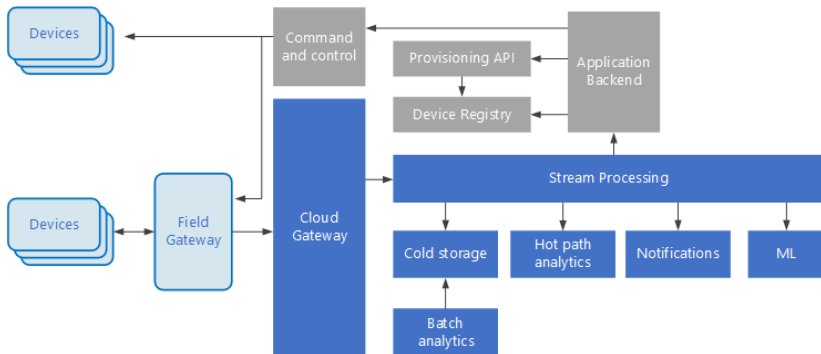 Devices
Command
and control
Provisioning API
Application
Backend
Device Registry
Stream Processing
Devices
Field
Gateway
Cloud
Gateway
Cold storage
Hot path
analytics
Notifications
ML
Batch
analytics